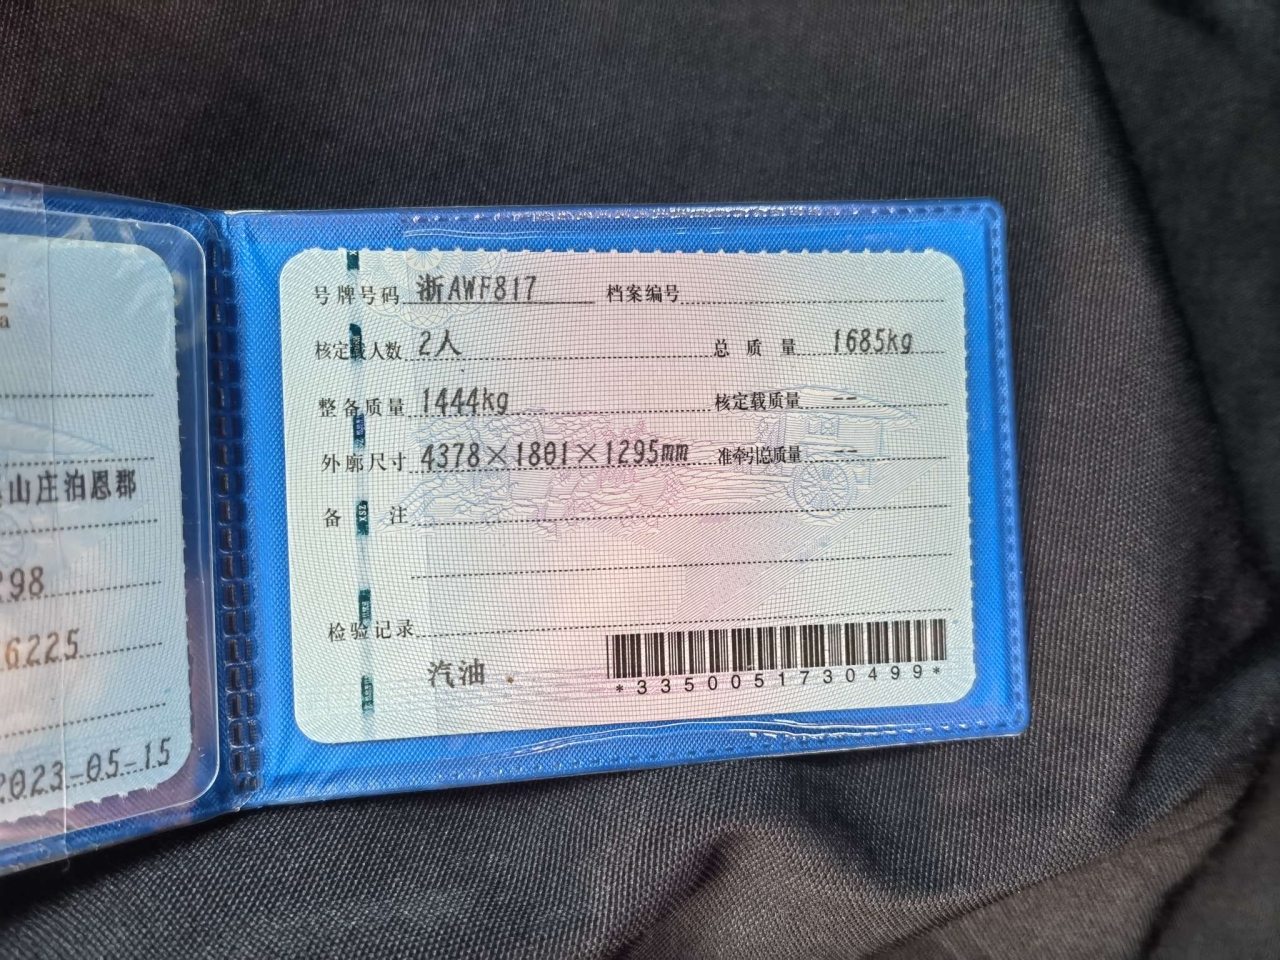 山庄泊恩郡
298
6225
2023-05-15
号牌号码 浙AWF817 档案编号
核定载人数 2人 总质量 1685kg
整备质量 1444kg 核定载质量 --
外廓尺寸 4378×1801×1295mm 准牵引总质量 --
备注
检验记录
汽油
*3350051730499*